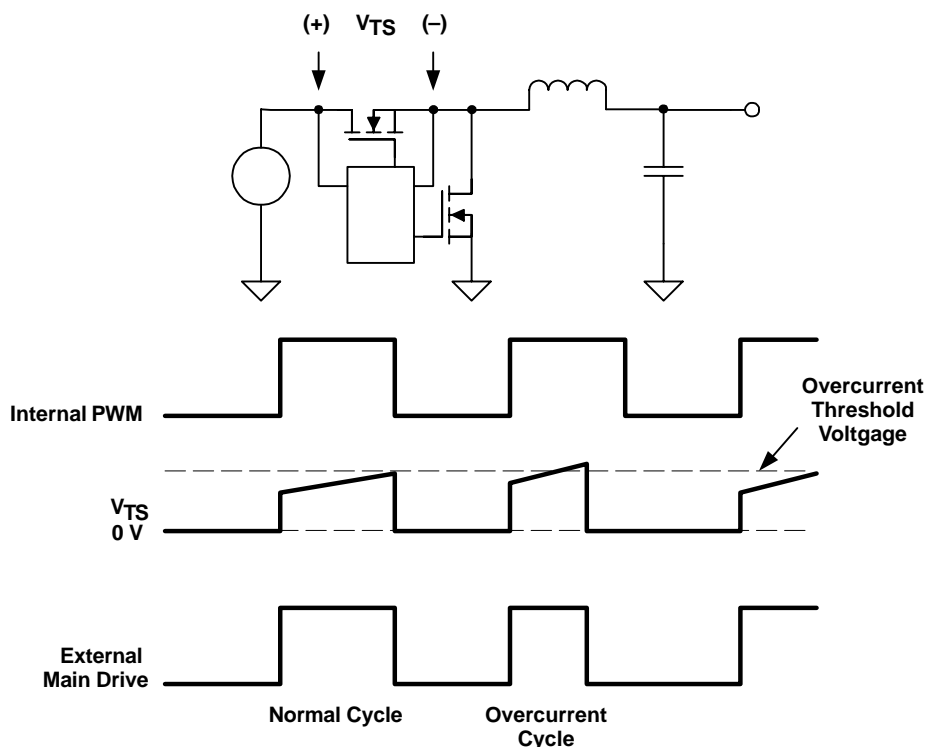 (+) VTS (–)
Internal PWM
Overcurrent
Threshold
Voltgage
VTS
0 V
External
Main Drive
Normal Cycle
Overcurrent
Cycle